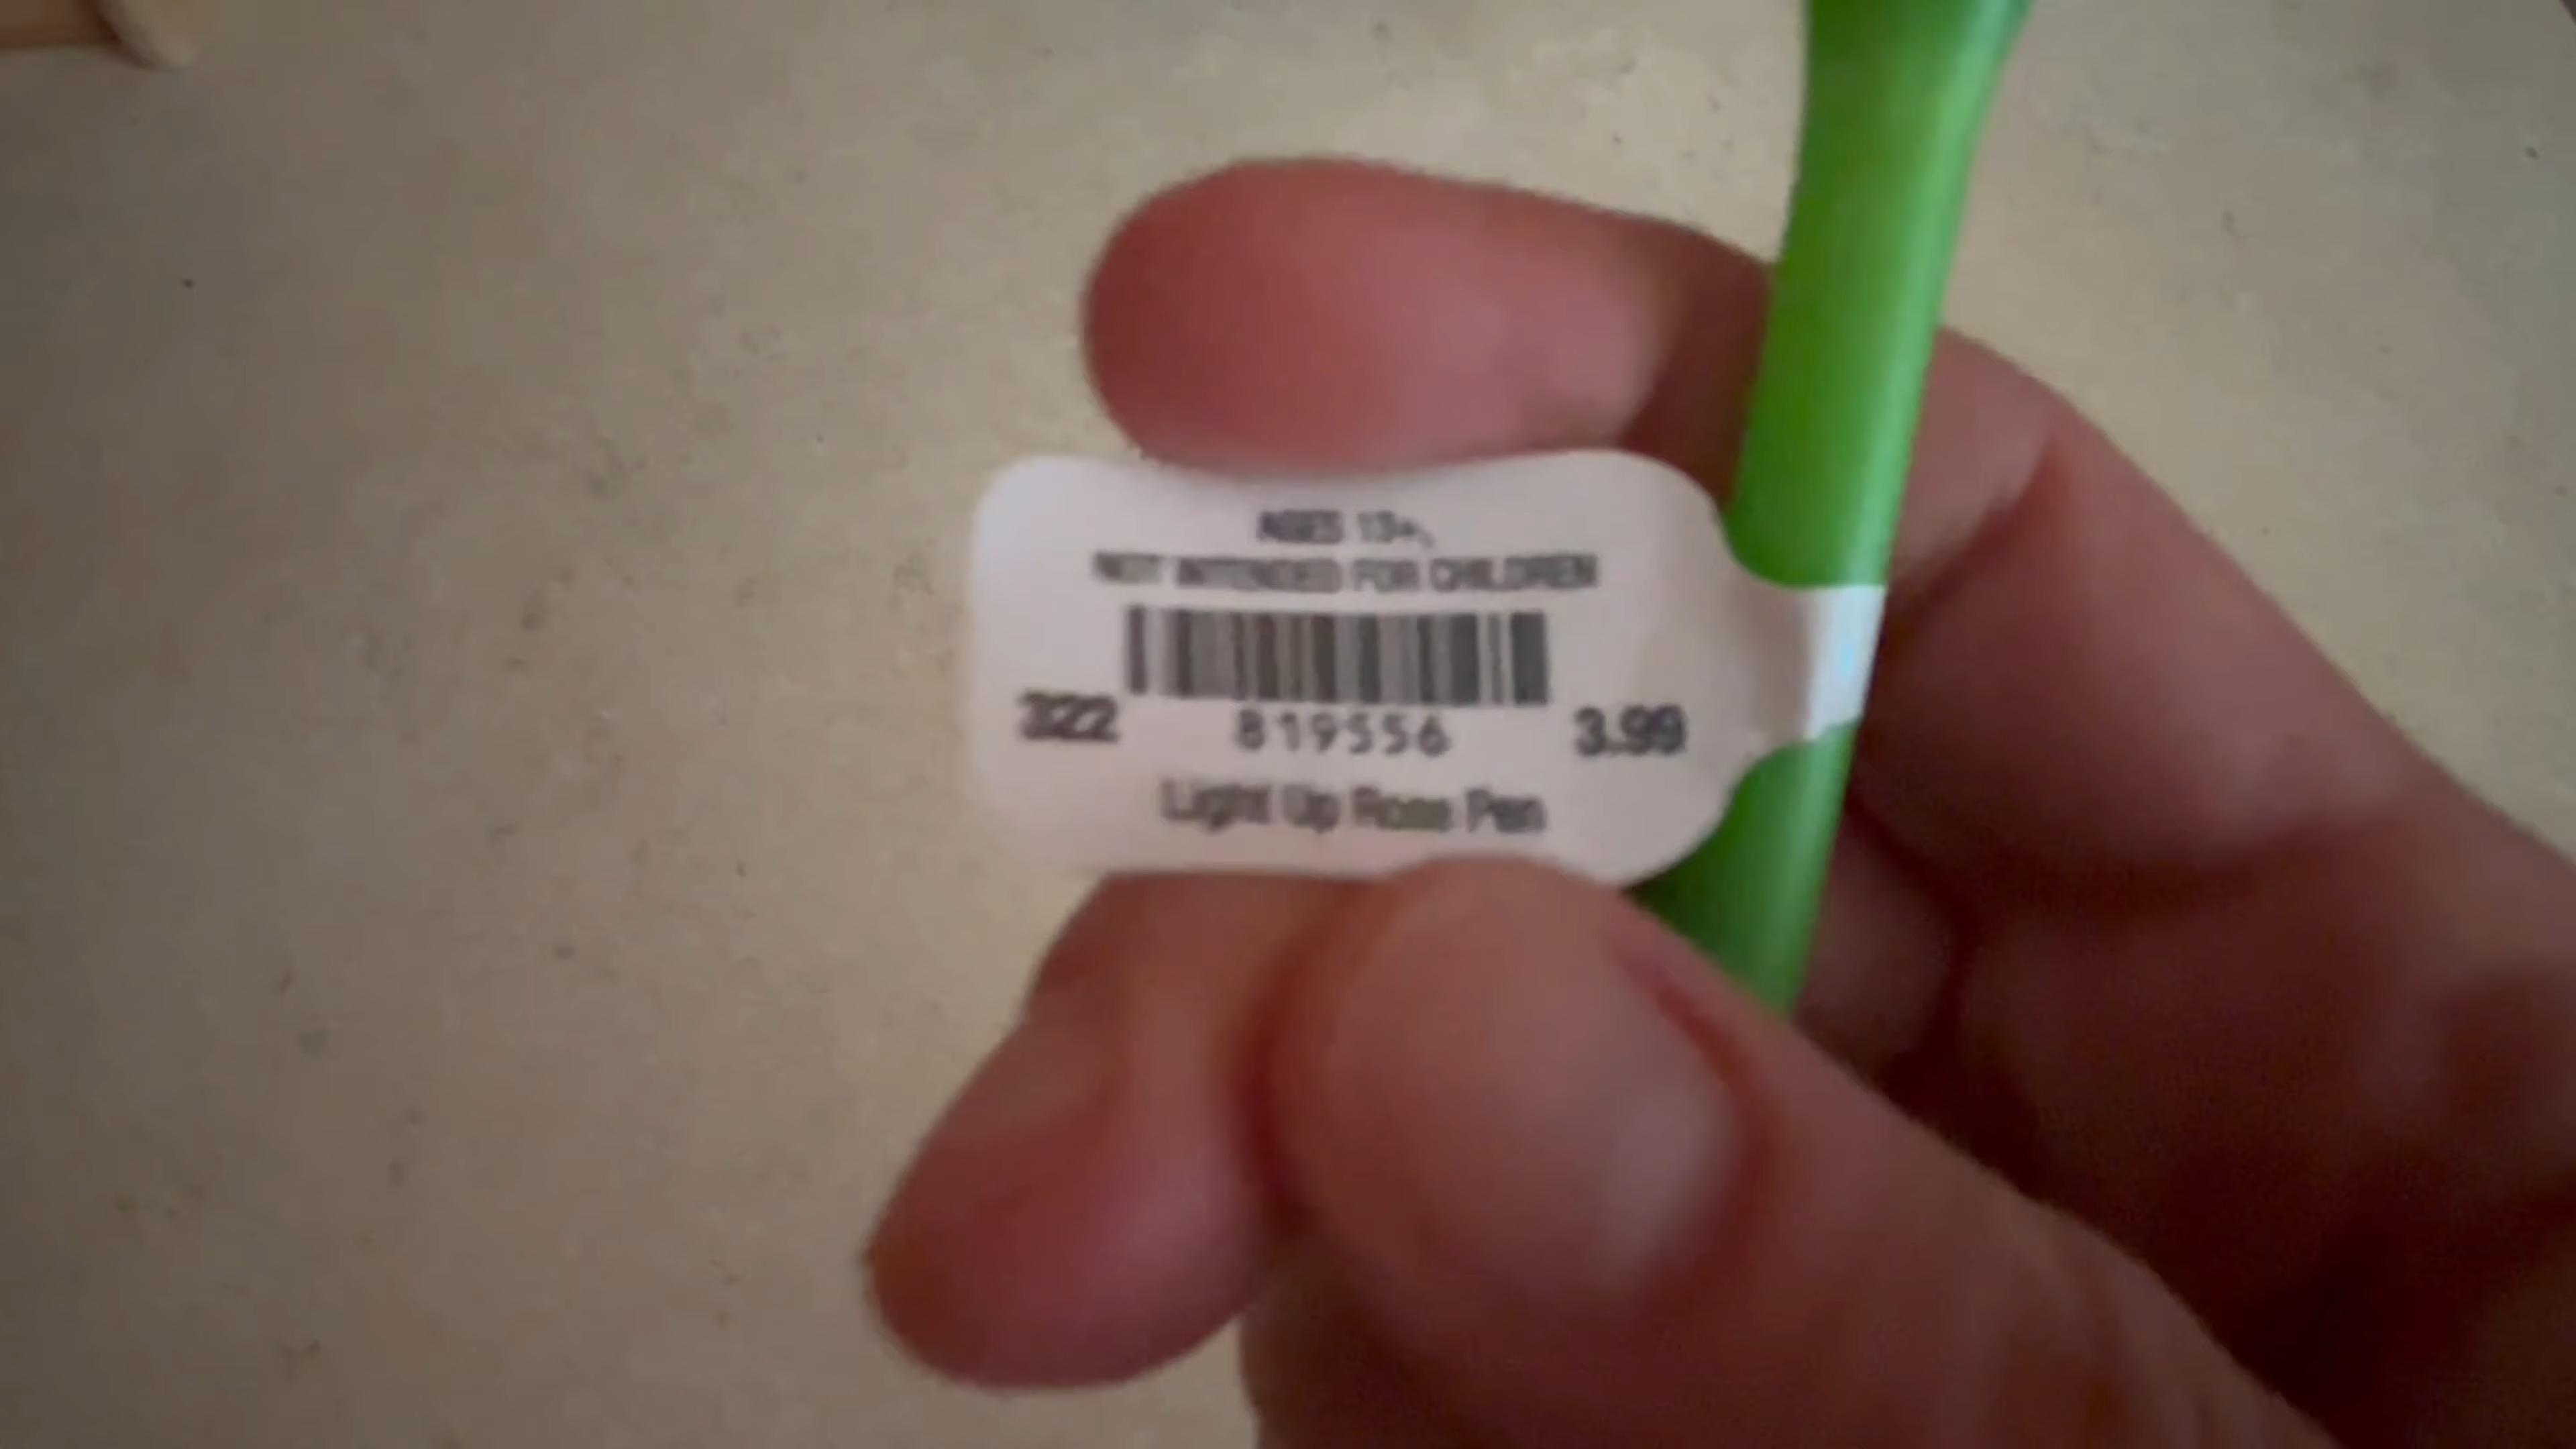 AGES 13+,
NOT INTENDED FOR CHILDREN
322 819556 3.99
Light Up Rose Pen